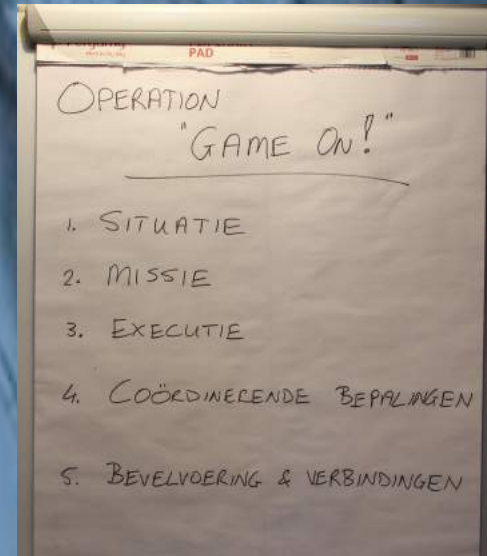 PAD
OPERATION
"GAME ON!"
1. SITUATIE
2. MISSIE
3. EXECUTIE
4. COÖRDINERENDE BEPALINGEN
5. BEVELVOERING & VERBINDINGEN